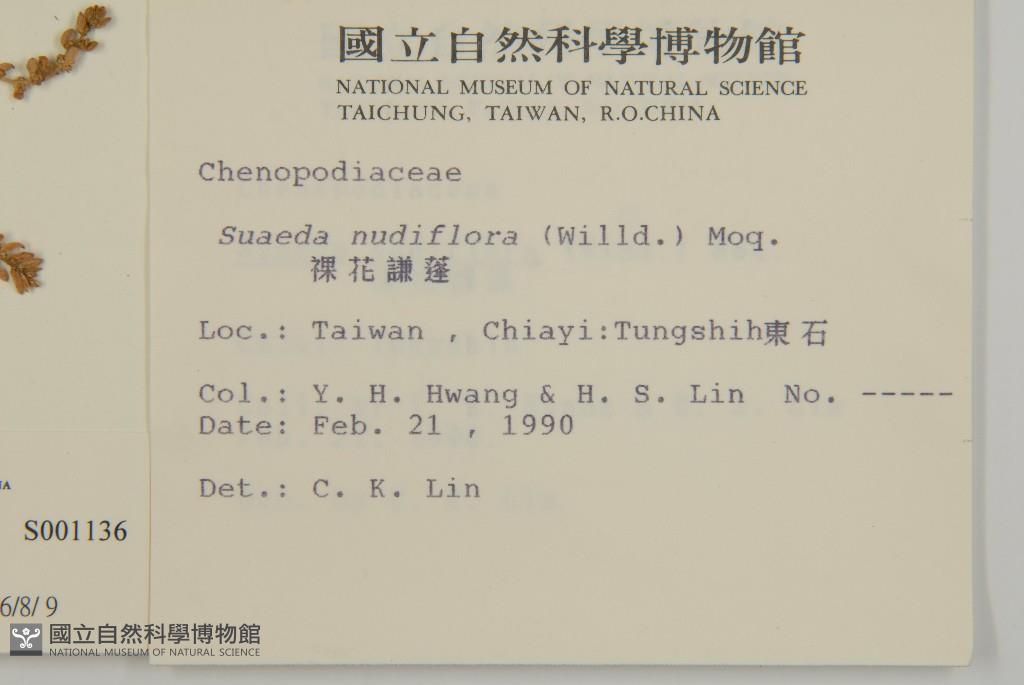 國立自然科學博物館
NATIONAL MUSEUM OF NATURAL SCIENCE
TAICHUNG, TAIWAN, R.O.CHINA
Chenopodiaceae
Suaeda nudiflora (Willd.) Moq.
裸花謙蓬
Loc.: Taiwan , Chiayi:Tungshih東石
Col.: Y. H. Hwang & H. S. Lin No. -----
Date: Feb. 21 , 1990
Det.: C. K. Lin
S001136
6/8/ 9
國立自然科學博物館
NATIONAL MUSEUM OF NATURAL SCIENCE